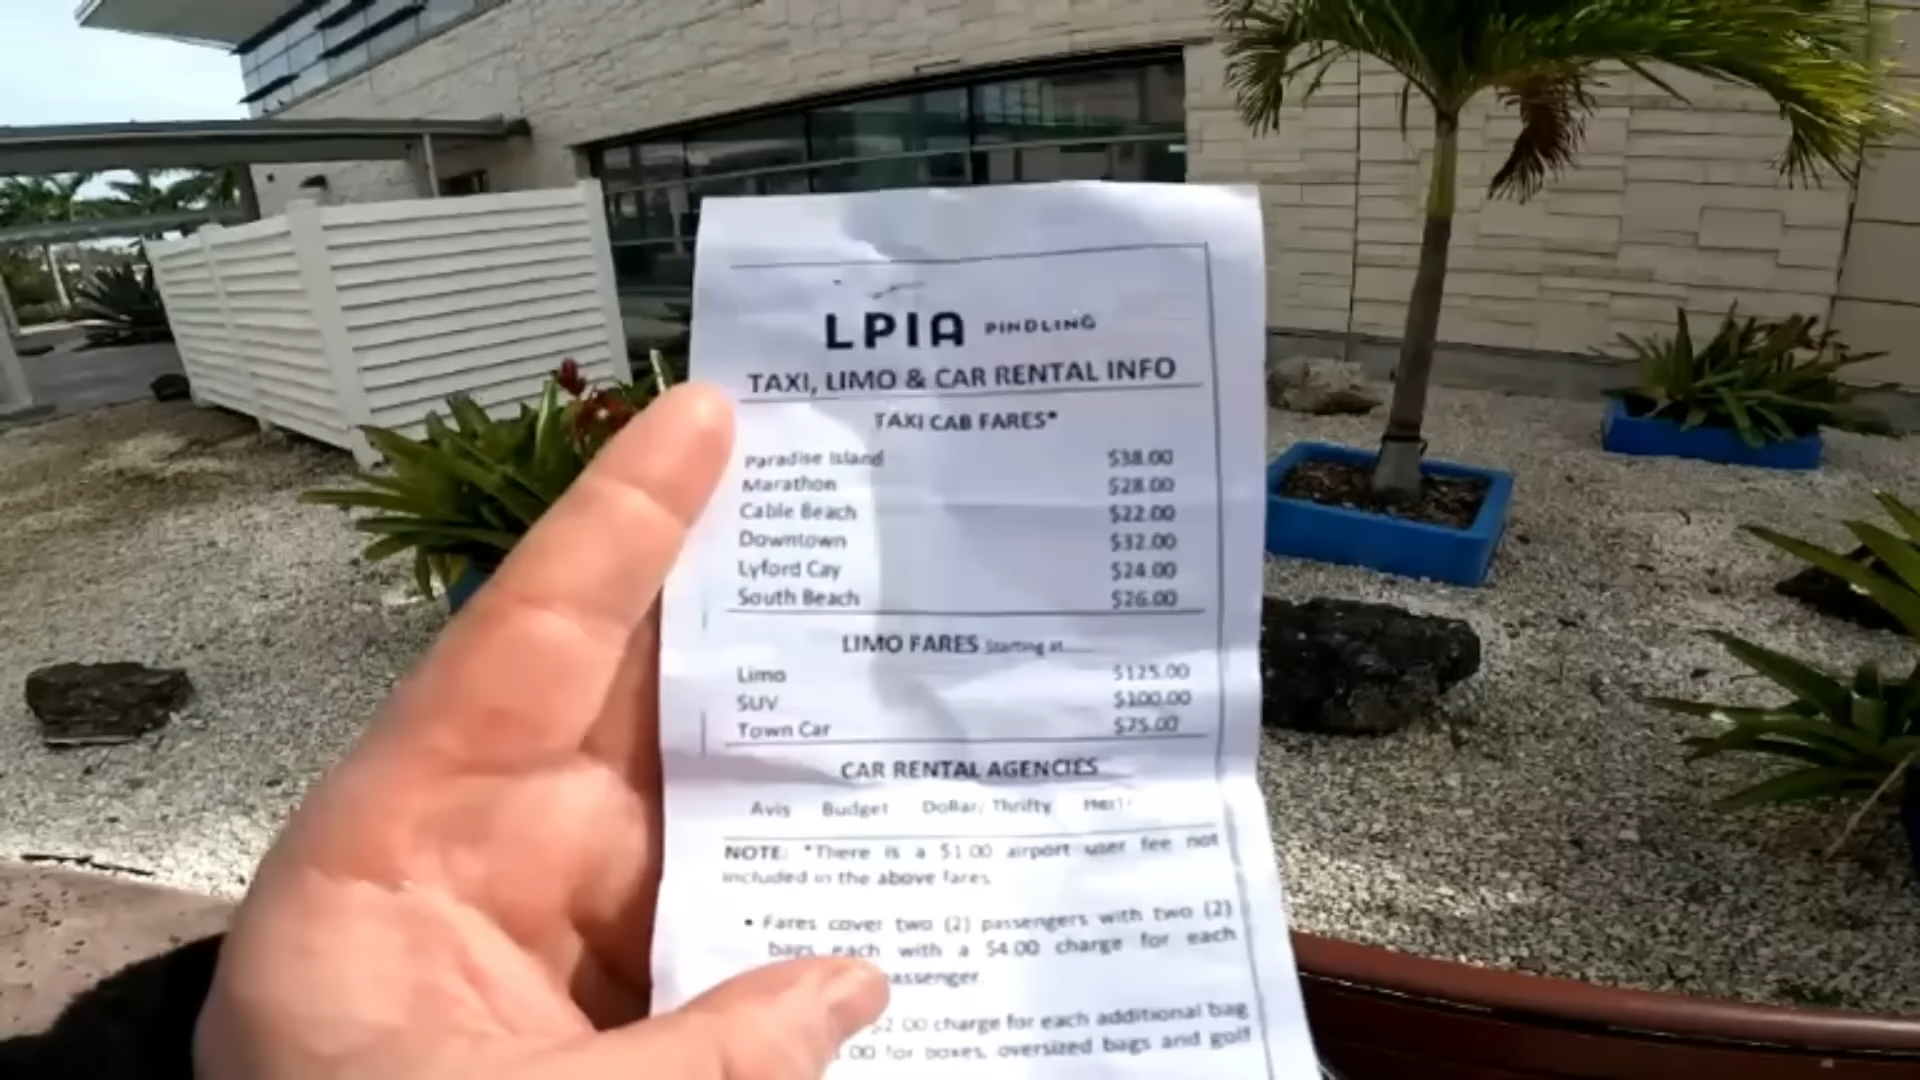 LPIA PINDLING
TAXI, LIMO & CAR RENTAL INFO
TAXI CAB FARES*
Paradise Island $38.00
Marathon $28.00
Cable Beach $22.00
Downtown $32.00
Lyford Cay $24.00
South Beach $26.00
LIMO FARES Starting at......
Limo $125.00
SUV $100.00
Town Car $75.00
CAR RENTAL AGENCIES
Avis Budget Dollar/Thrifty
NOTE: *There is a $1.00 airport user fee not
included in the above fares
• Fares cover two (2) passengers with two (2)
bags each with a $4.00 charge for each
passenger
$2.00 charge for each additional bag
.00 for boxes, oversized bags and golf